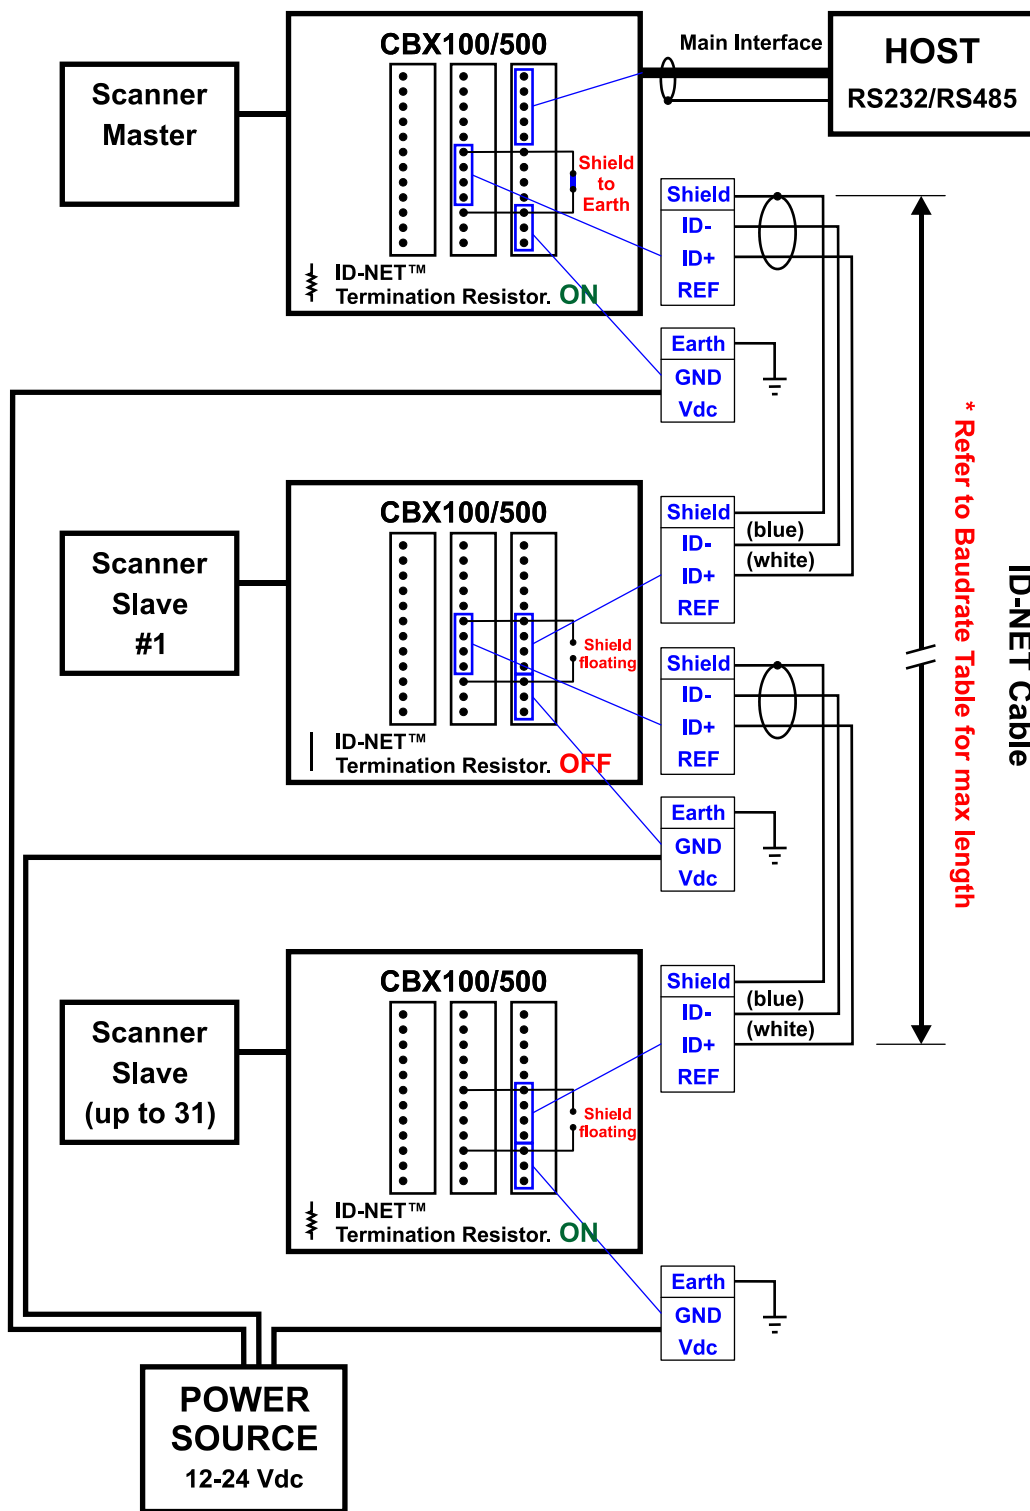 CBX100/500
Main Interface
HOST
RS232/RS485
Scanner
Master
Shield
to
Earth
ID-NET™
Termination Resistor. ON
Shield
ID-
ID+
REF
Earth
GND
Vdc
CBX100/500
Scanner
Slave
#1
Shield
floating
ID-NET™
Termination Resistor. OFF
Shield
(blue)
ID-
(white)
ID+
REF
Shield
ID-
ID+
REF
Earth
GND
Vdc
* Refer to Baudrate Table for max length
ID-NET Cable
CBX100/500
Scanner
Slave
(up to 31)
Shield
floating
ID-NET™
Termination Resistor. ON
Shield
(blue)
ID-
(white)
ID+
REF
Earth
GND
Vdc
POWER
SOURCE
12-24 Vdc